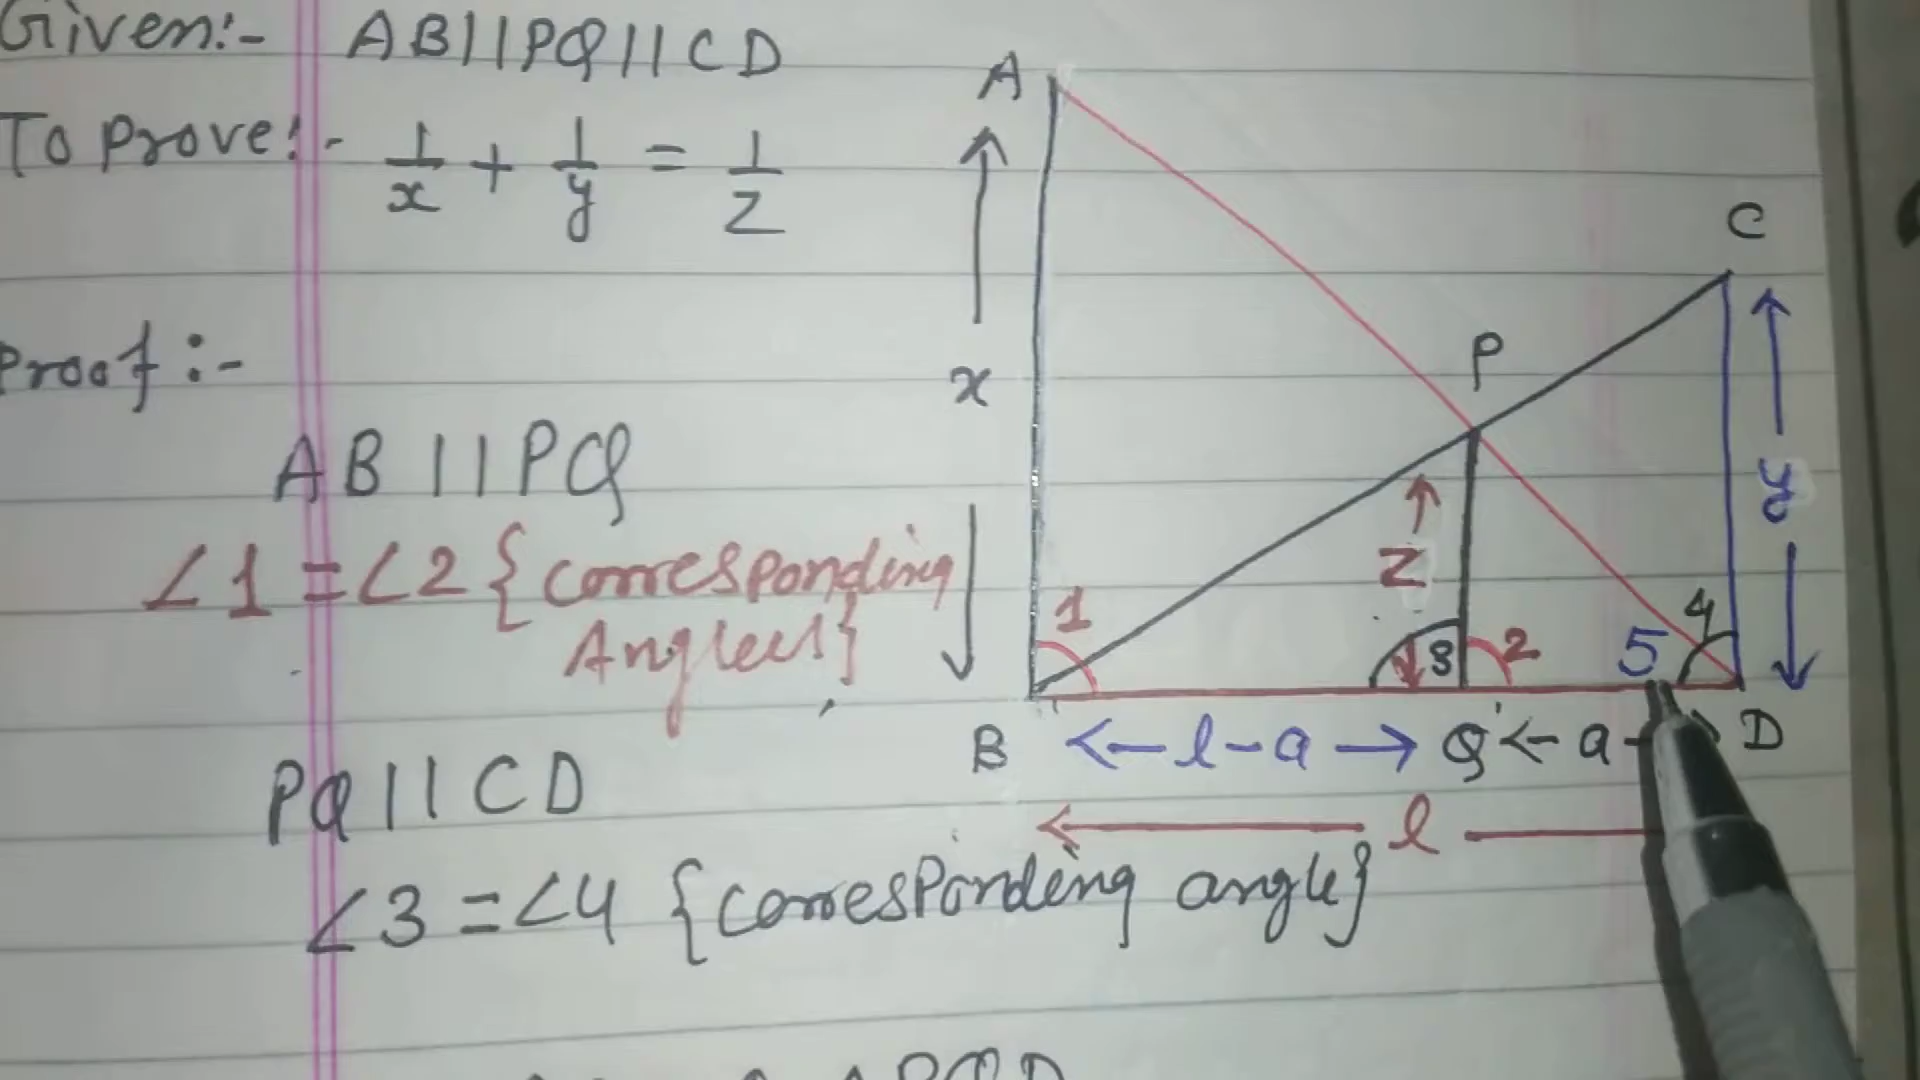 Given:- AB||PQ||CD
To Prove:- 1/x + 1/y = 1/z
Proof:-
AB||PQ
∠1=∠2 {corresponding
Angles}
PQ||CD
∠3=∠4 {corresponding angle}
A
C
P
x
y
z
1
3
2
5
4
B
←l-a→
Q
←a-
D
←l